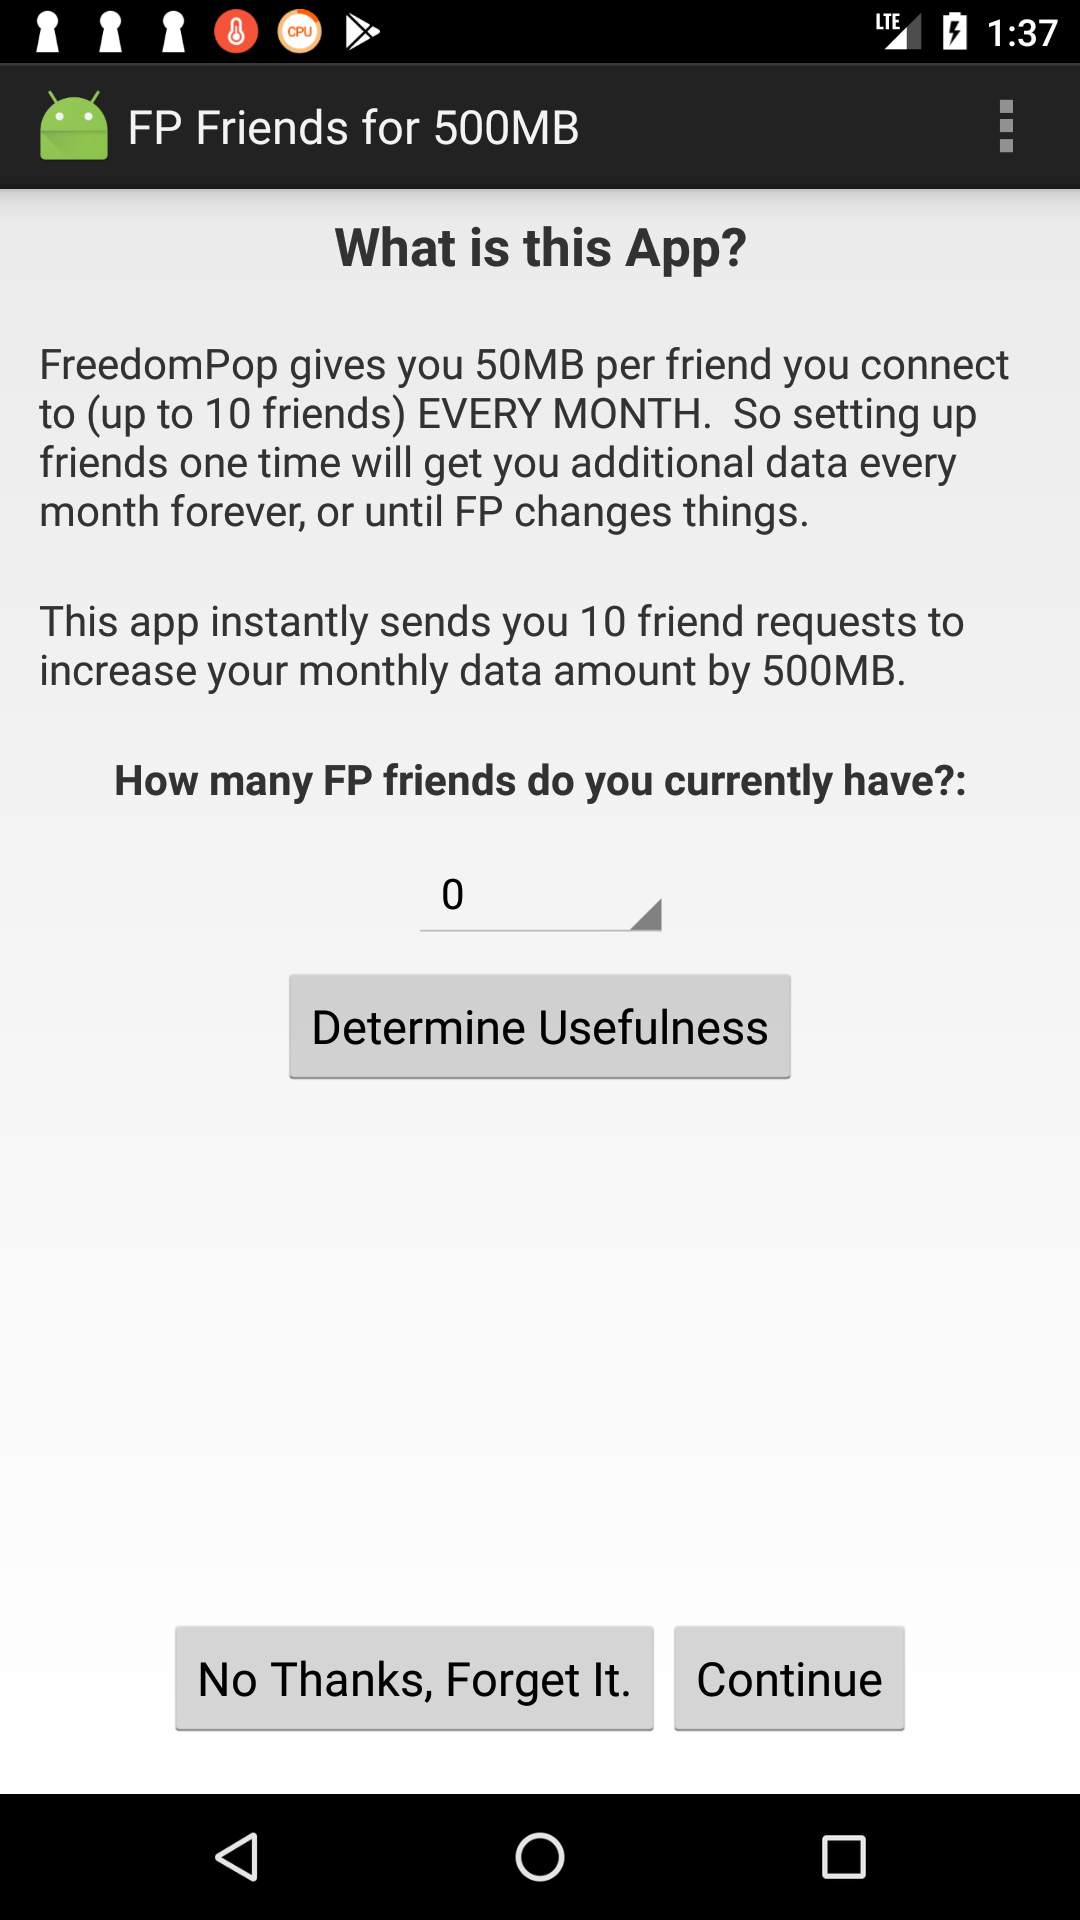 CPU
LTE
1:37
FP Friends for 500MB
What is this App?
FreedomPop gives you 50MB per friend you connect
to (up to 10 friends) EVERY MONTH.  So setting up
friends one time will get you additional data every
month forever, or until FP changes things.
This app instantly sends you 10 friend requests to
increase your monthly data amount by 500MB.
How many FP friends do you currently have?:
0
Determine Usefulness
No Thanks, Forget It.
Continue